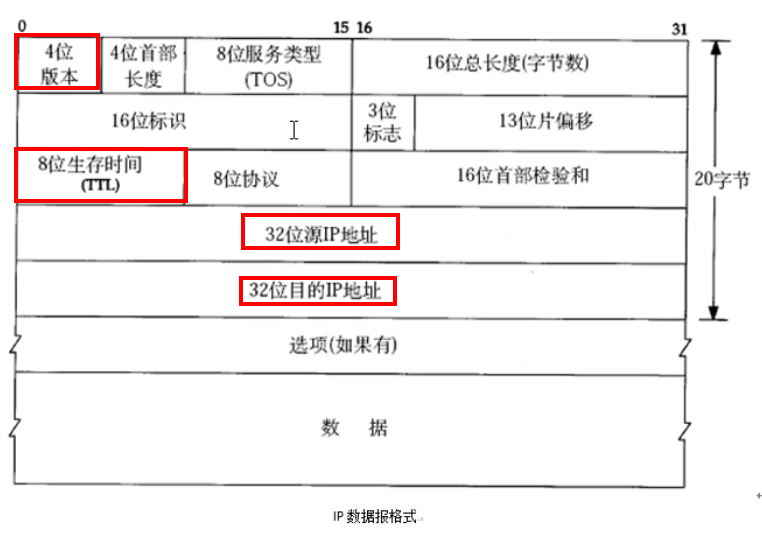 0 15 16 31
4位
版本
4位首部
长度
8位服务类型
(TOS)
16位总长度(字节数)
16位标识
3位
标志
13位片偏移
8位生存时间
(TTL)
8位协议
16位首部检验和
20字节
32位源IP地址
32位目的IP地址
选项(如果有)
数 据
IP数据报格式